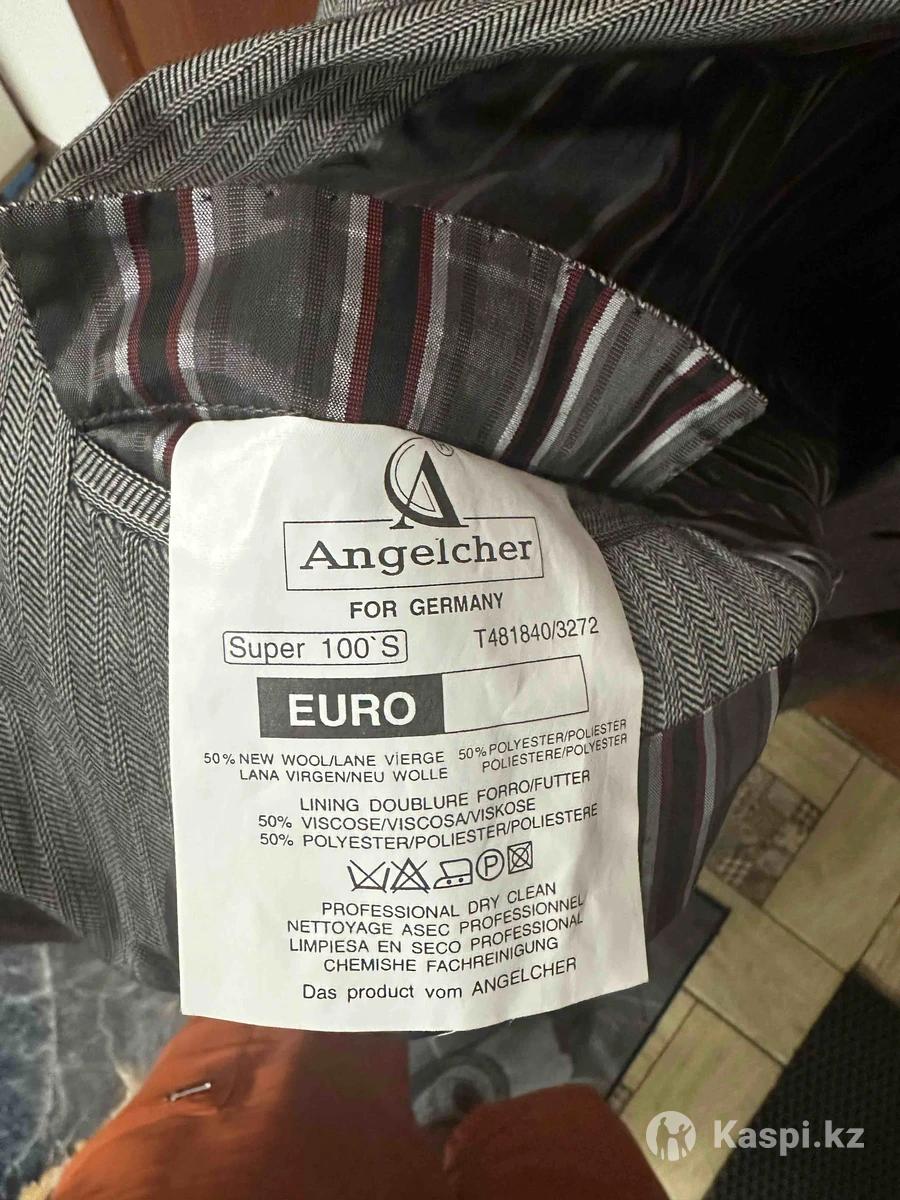 Angelcher
FOR GERMANY
Super 100`S
T481840/3272
EURO
50% NEW WOOL/LANE VIERGE
LANA VIRGEN/NEU WOLLE
50% POLYESTER/POLIESTER
POLIESTERE/POLYESTER
LINING DOUBLURE FORRO/FUTTER
50% VISCOSE/VISCOSA/VISKOSE
50% POLYESTER/POLIESTER/POLIESTERE
P
PROFESSIONAL DRY CLEAN
NETTOYAGE ASEC PROFESSIONNEL
LIMPIESA EN SECO PROFESSIONAL
CHEMISHE FACHREINIGUNG
Das product vom ANGELCHER
Kaspi.kz